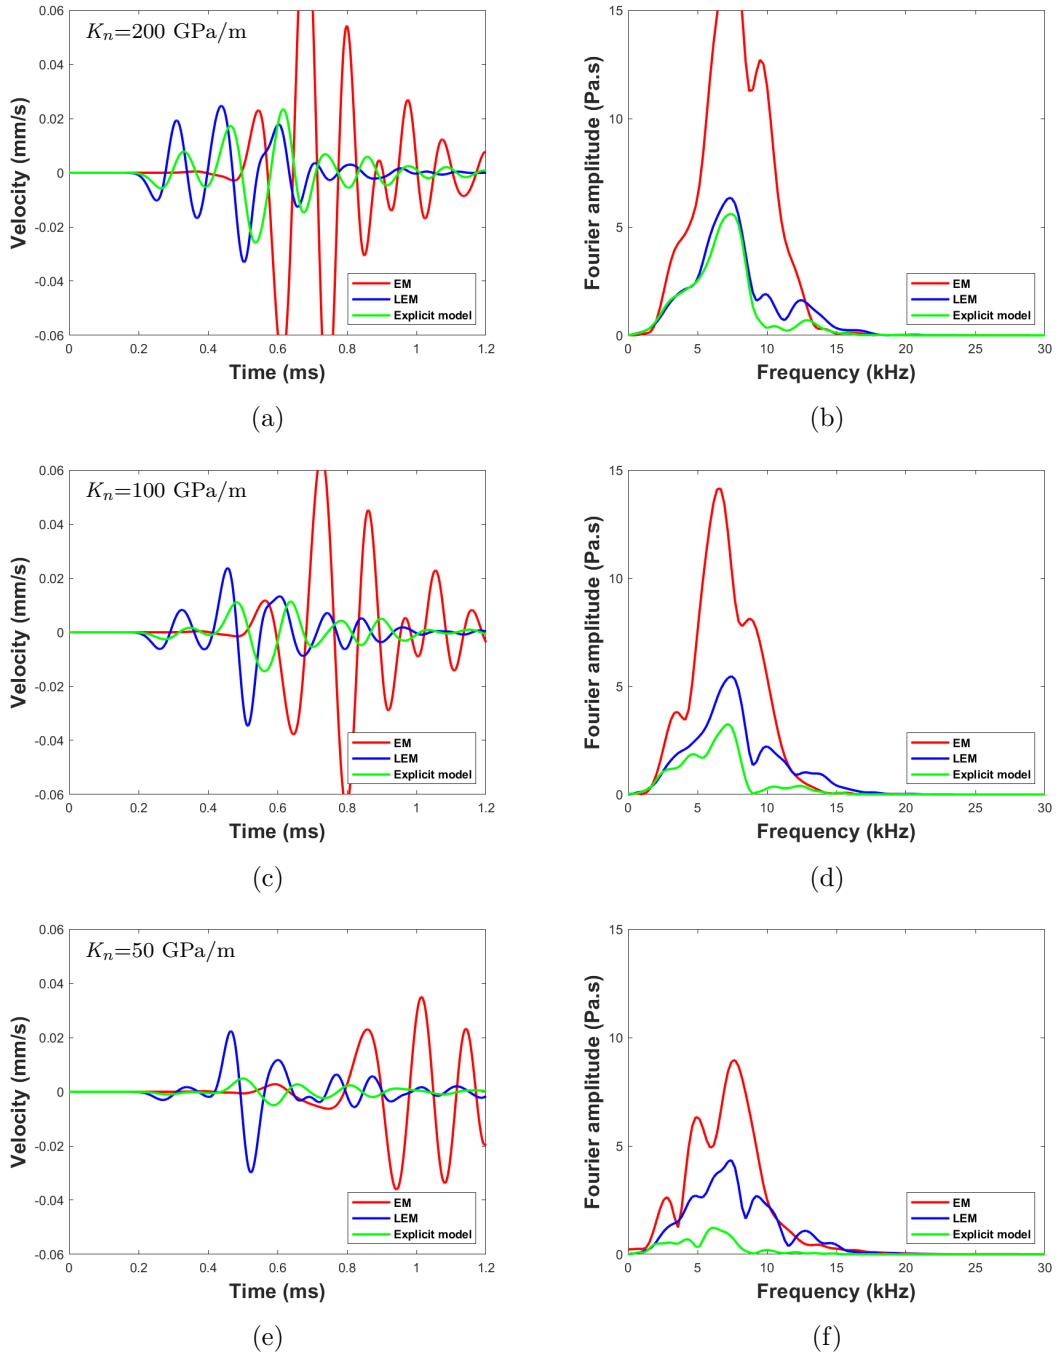 K_n=200 GPa/m
0.06
0.04
0.02
0
-0.02
-0.04
-0.06
Velocity (mm/s)
EM
LEM
Explicit model
0 0.2 0.4 0.6 0.8 1 1.2
Time (ms)
(a)
15
10
5
0
Fourier amplitude (Pa.s)
EM
LEM
Explicit model
0 5 10 15 20 25 30
Frequency (kHz)
(b)
K_n=100 GPa/m
0.06
0.04
0.02
0
-0.02
-0.04
-0.06
Velocity (mm/s)
EM
LEM
Explicit model
0 0.2 0.4 0.6 0.8 1 1.2
Time (ms)
(c)
15
10
5
0
Fourier amplitude (Pa.s)
EM
LEM
Explicit model
0 5 10 15 20 25 30
Frequency (kHz)
(d)
K_n=50 GPa/m
0.06
0.04
0.02
0
-0.02
-0.04
-0.06
Velocity (mm/s)
EM
LEM
Explicit model
0 0.2 0.4 0.6 0.8 1 1.2
Time (ms)
(e)
15
10
5
0
Fourier amplitude (Pa.s)
EM
LEM
Explicit model
0 5 10 15 20 25 30
Frequency (kHz)
(f)